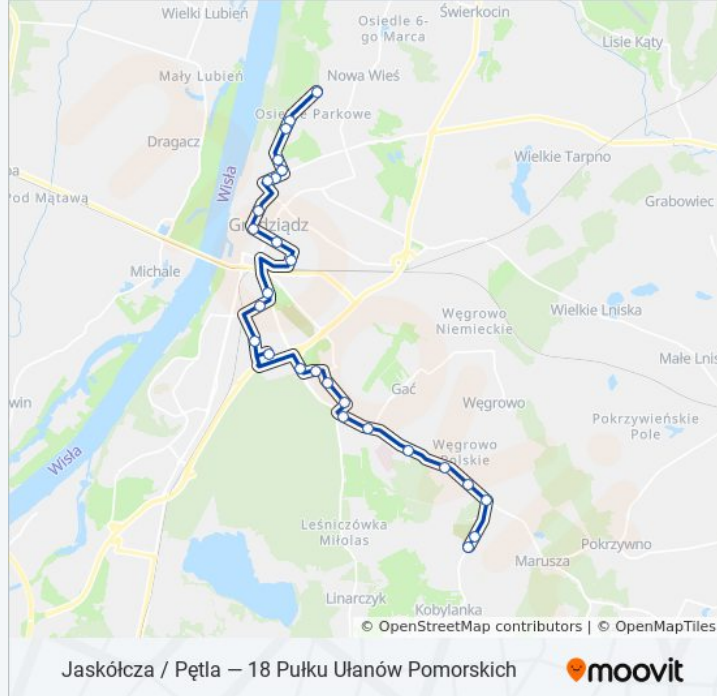 Wielki Lubień
Osiedle 6-
go Marca
Świerkocin
Lisie Kąty
Nowa Wieś
Mały Lubień
Osiedle Parkowe
Dragacz
Wisła
Wielkie Tarpno
Pod Mątawą
Grabowiec
Grudziądz
Michale
Węgrowo
Niemieckie
Wielkie Lniska
Małe Lnis
Gać
Węgrowo
Pokrzywieńskie
Pole
Węgrowo
Polskie
Wisła
Leśniczówka
Miłolas
Pokrzywno
Marusza
Linarczyk
Kobylanka
© OpenStreetMap contributors | © OpenMapTiles
Jaskółcza / Pętla — 18 Pułku Ułanów Pomorskich
moovit